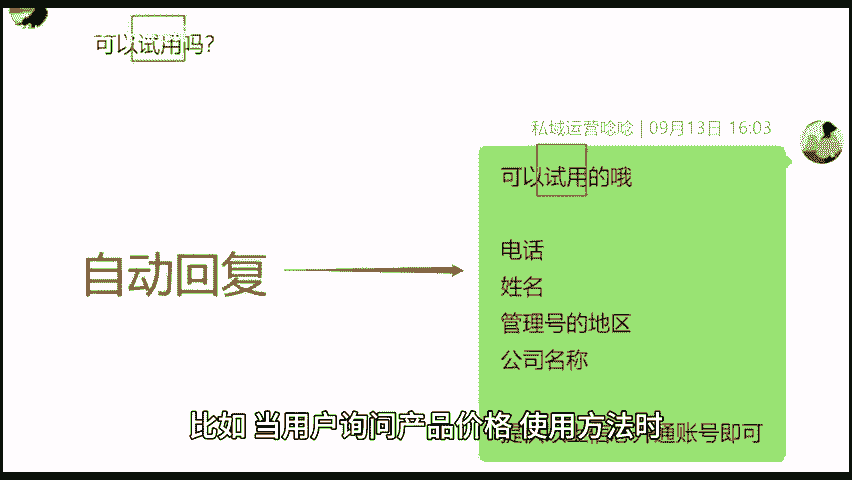 可以试用吗?
私域运营唸唸 | 09月13日 16:03
可以试用的哦
电话
姓名
自动回复
管理号的地区
公司名称
比如 当用户询问产品价格 使用方法时
通账号即可